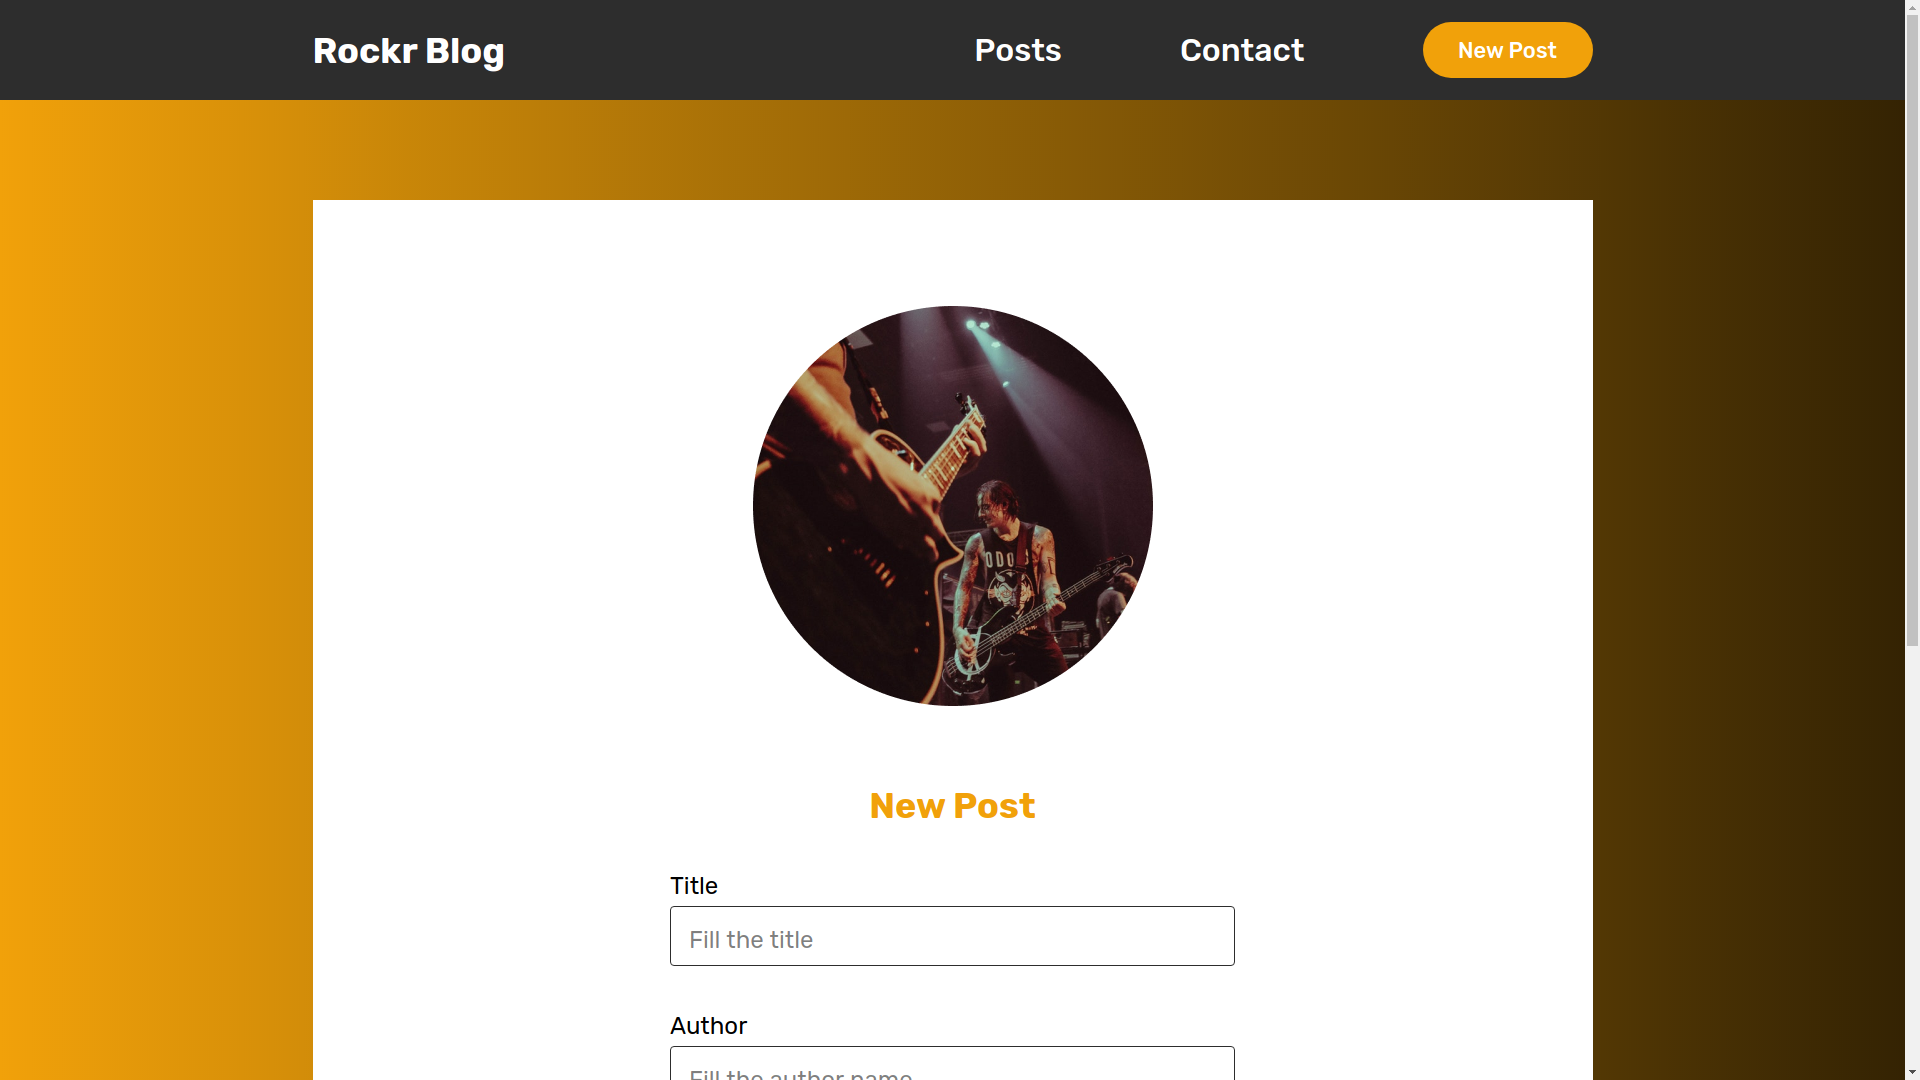 Rockr Blog
Posts
Contact
New Post
New Post
Title
Fill the title
Author
Fill the author name